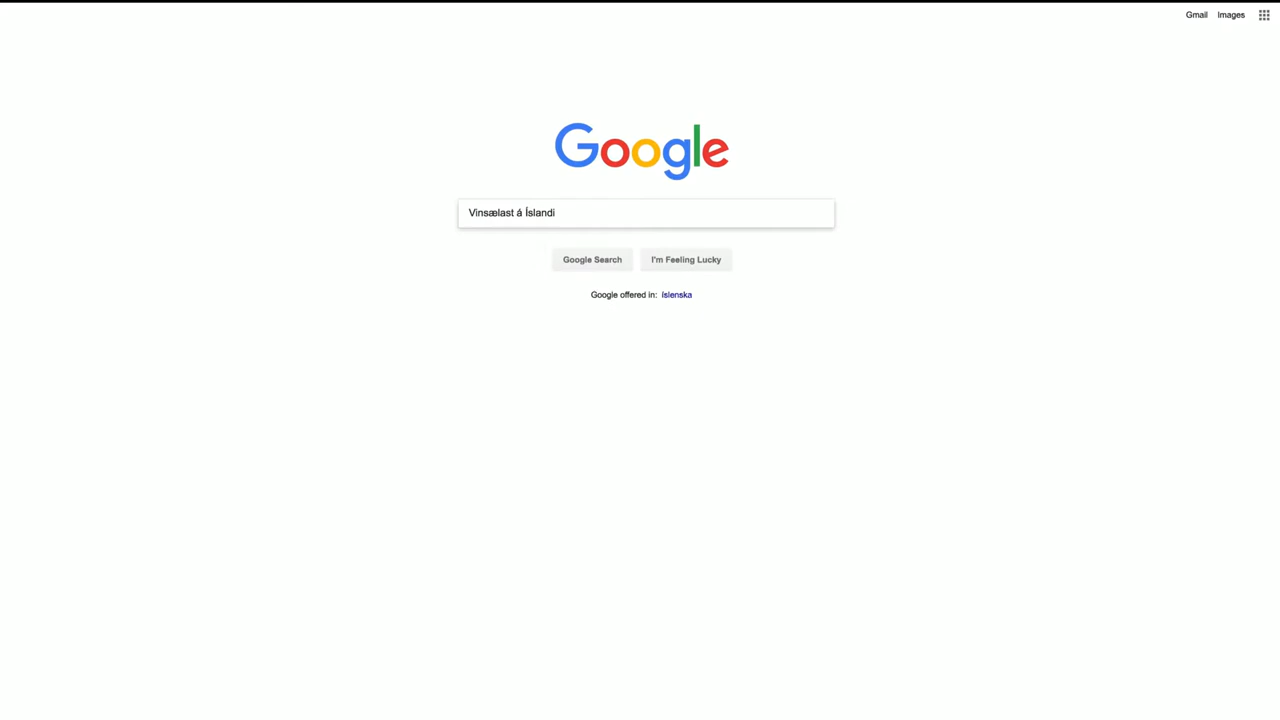 Gmail Images
Google
Vinsælast á Íslandi
Google Search I'm Feeling Lucky
Google offered in: íslenska